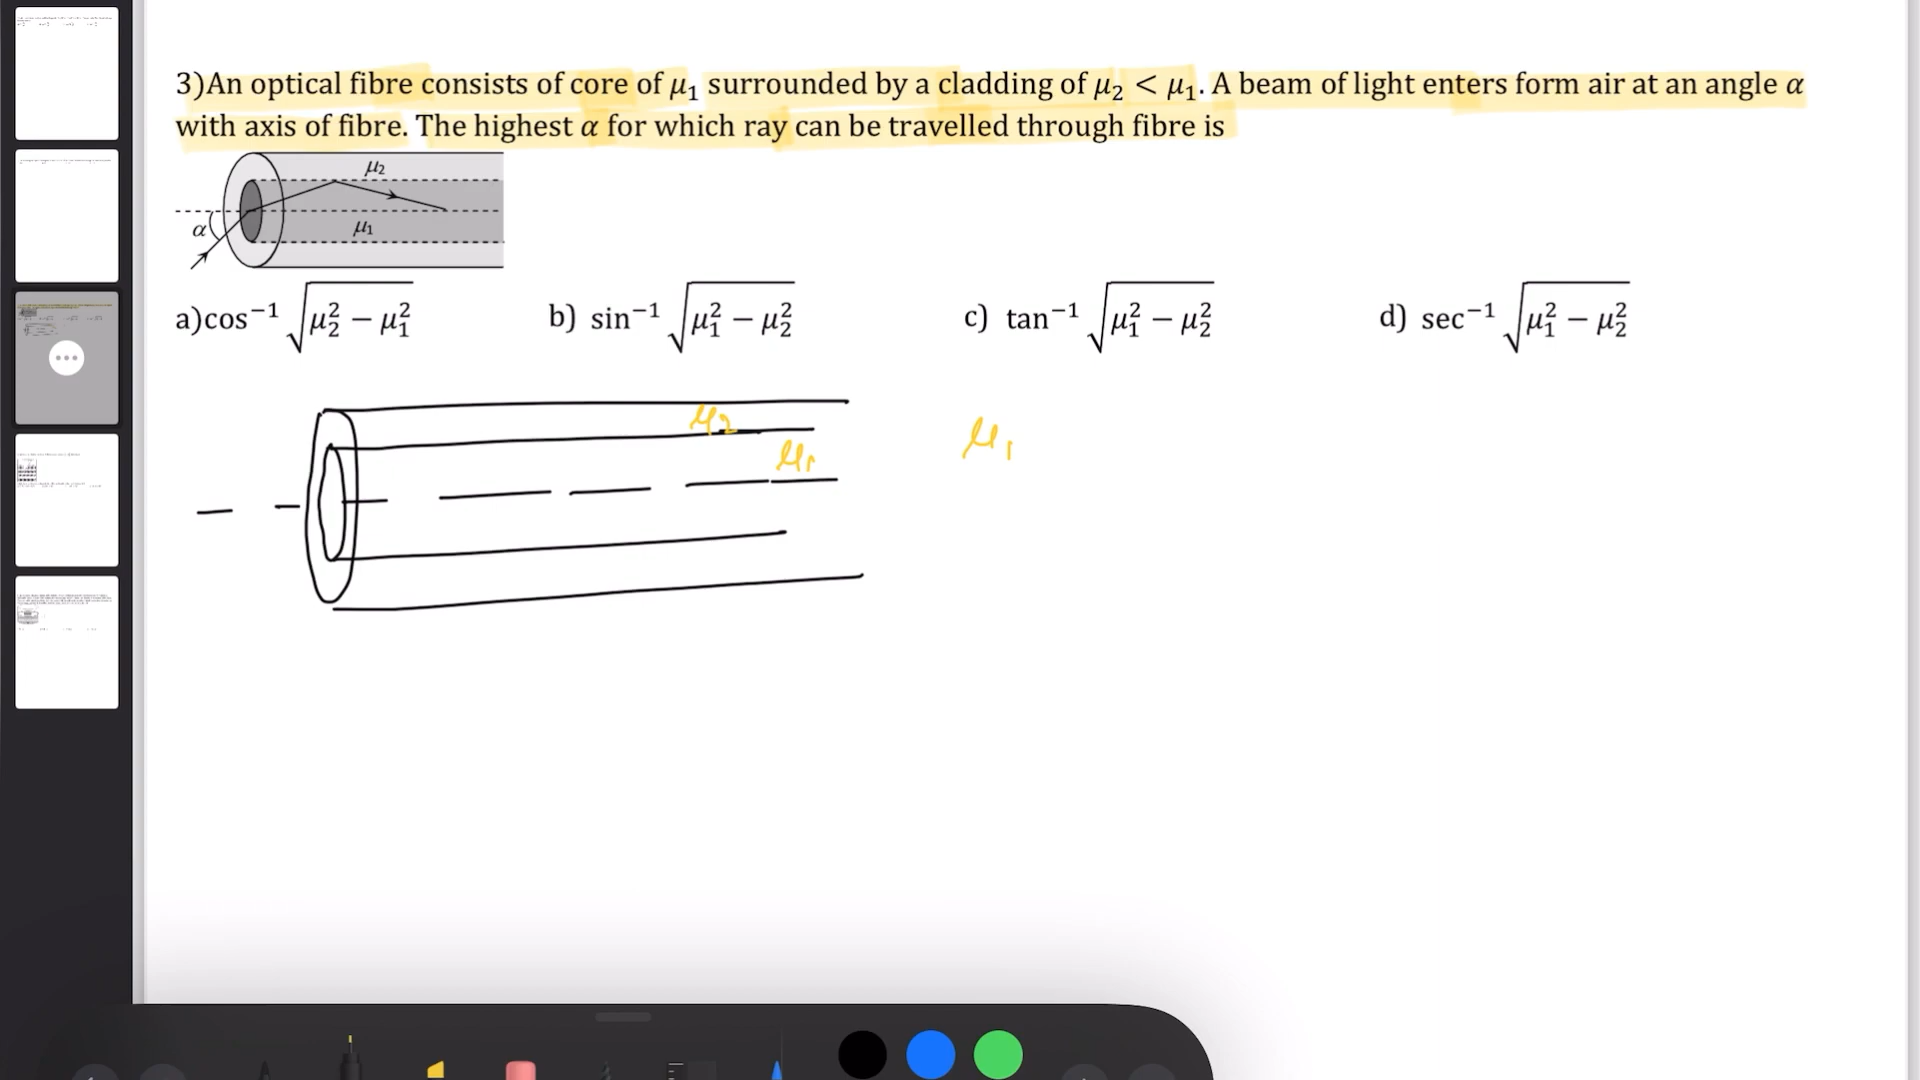 3)An optical fibre consists of core of μ₁ surrounded by a cladding of μ₂ < μ₁. A beam of light enters form air at an angle α
with axis of fibre. The highest α for which ray can be travelled through fibre is
μ₂
α
μ₁
a)cos⁻¹ √(μ₂² − μ₁²) b) sin⁻¹ √(μ₁² − μ₂²) c) tan⁻¹ √(μ₁² − μ₂²) d) sec⁻¹ √(μ₁² − μ₂²)
μ₂
μ₁
μ₁